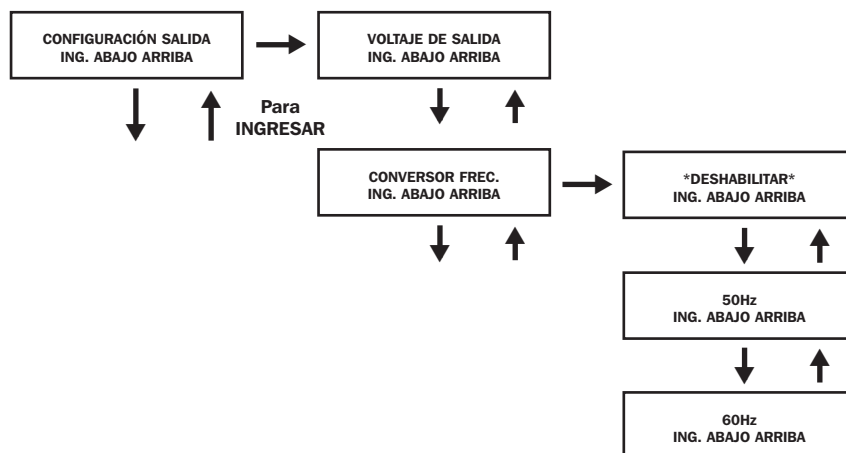 CONFIGURACIÓN SALIDA
ING. ABAJO ARRIBA
VOLTAJE DE SALIDA
ING. ABAJO ARRIBA
Para
INGRESAR
CONVERSOR FREC.
ING. ABAJO ARRIBA
*DESHABILITAR*
ING. ABAJO ARRIBA
50Hz
ING. ABAJO ARRIBA
60Hz
ING. ABAJO ARRIBA